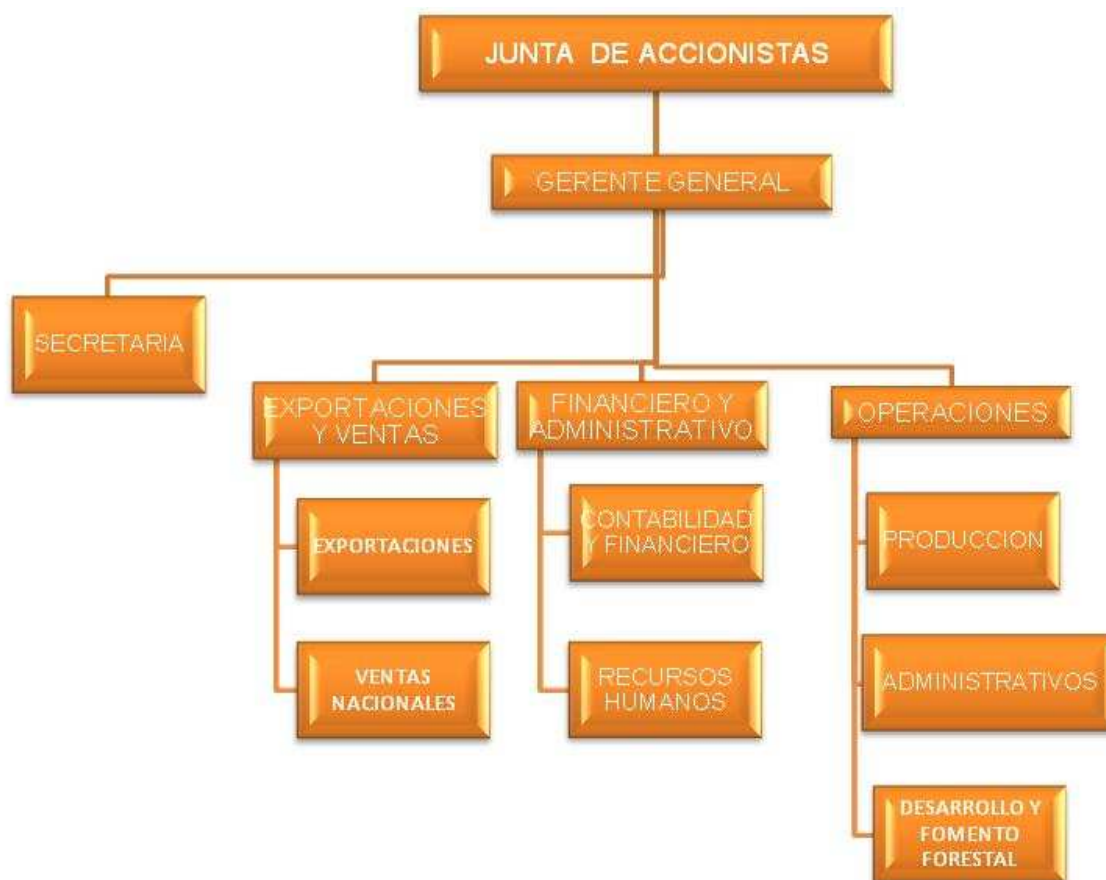 JUNTA DE ACCIONISTAS
GERENTE GENERAL
SECRETARIA
EXPORTACIONES
Y VENTAS
FINANCIERO Y
ADMINISTRATIVO
OPERACIONES
EXPORTACIONES
CONTABILIDAD
Y FINANCIERO
PRODUCCION
VENTAS
NACIONALES
RECURSOS
HUMANOS
ADMINISTRATIVOS
DESARROLLO Y
FOMENTO
FORESTAL